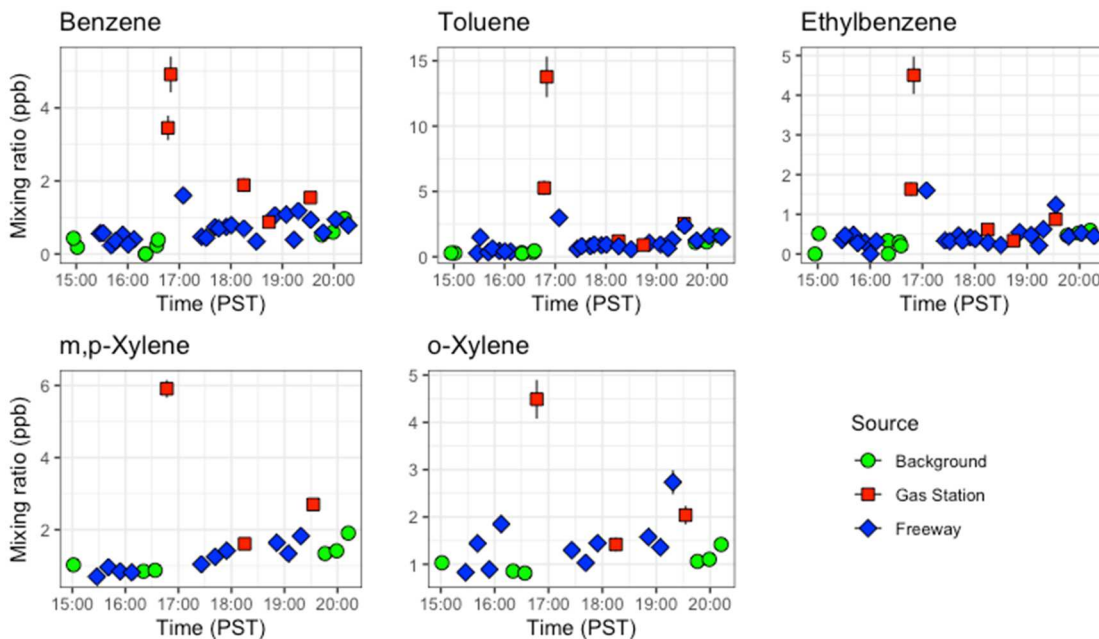 Benzene
Toluene
Ethylbenzene
Mixing ratio (ppb)
4
2
0
15:00 16:00 17:00 18:00 19:00 20:00
Time (PST)
15
10
5
0
15:00 16:00 17:00 18:00 19:00 20:00
Time (PST)
5
4
3
2
1
0
15:00 16:00 17:00 18:00 19:00 20:00
Time (PST)
m,p-Xylene
o-Xylene
Mixing ratio (ppb)
6
4
2
15:00 16:00 17:00 18:00 19:00 20:00
Time (PST)
5
4
3
2
1
15:00 16:00 17:00 18:00 19:00 20:00
Time (PST)
Source
Background
Gas Station
Freeway